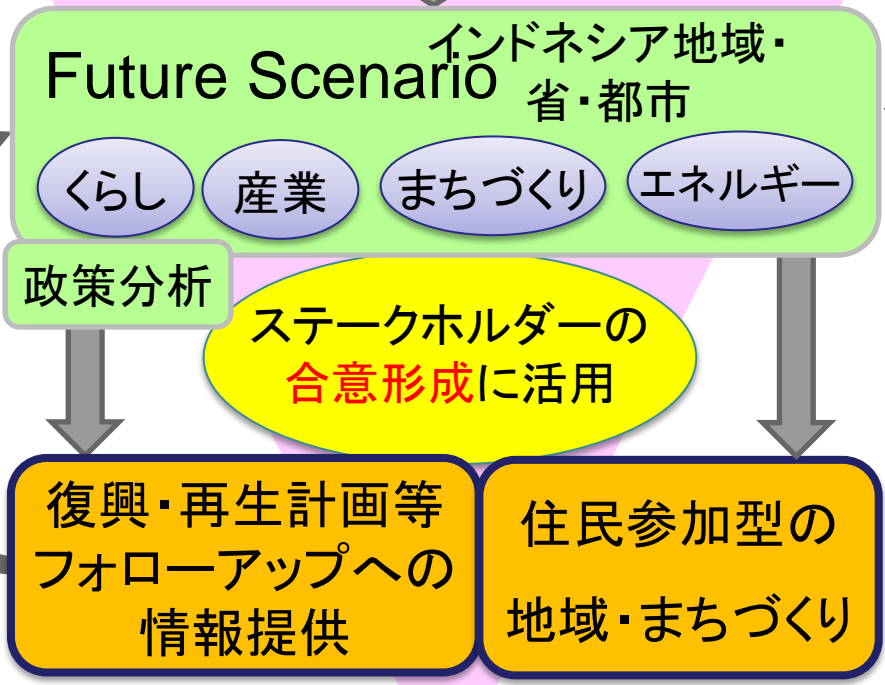 Future Scenario
インドネシア地域・
省・都市
くらし
産業
まちづくり
エネルギー
政策分析
ステークホルダーの
合意形成に活用
復興・再生計画等
フォローアップへの
情報提供
住民参加型の
地域・まちづくり